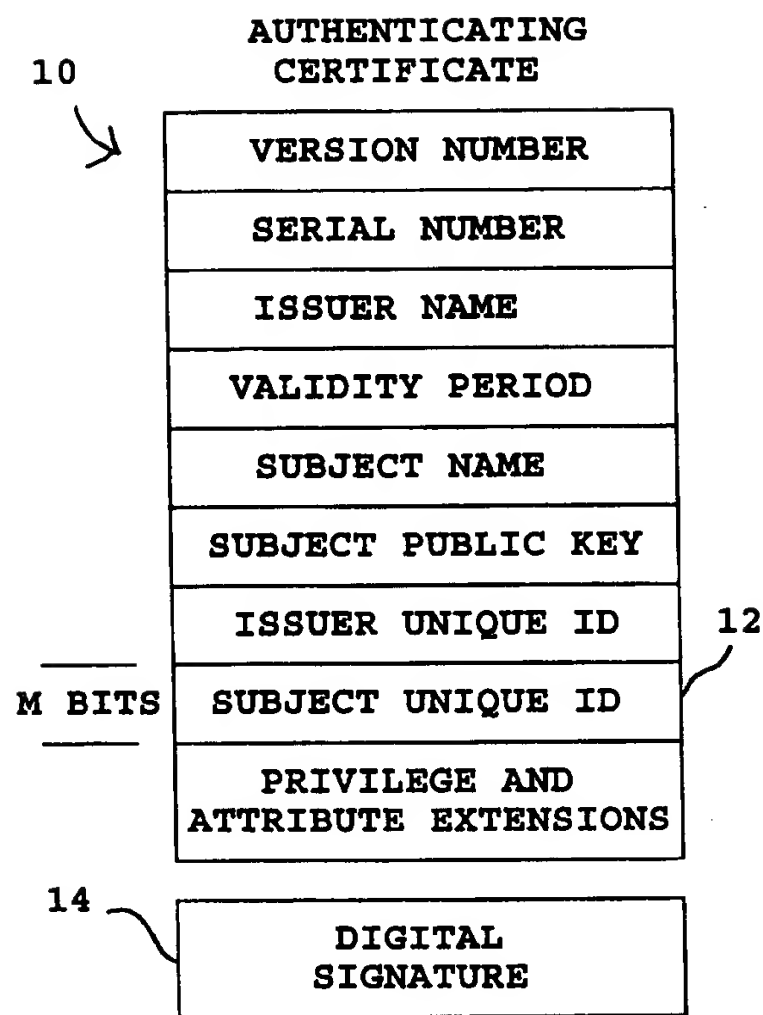 AUTHENTICATING
CERTIFICATE
10
VERSION NUMBER
SERIAL NUMBER
ISSUER NAME
VALIDITY PERIOD
SUBJECT NAME
SUBJECT PUBLIC KEY
ISSUER UNIQUE ID
12
M BITS
SUBJECT UNIQUE ID
PRIVILEGE AND
ATTRIBUTE EXTENSIONS
14
DIGITAL
SIGNATURE